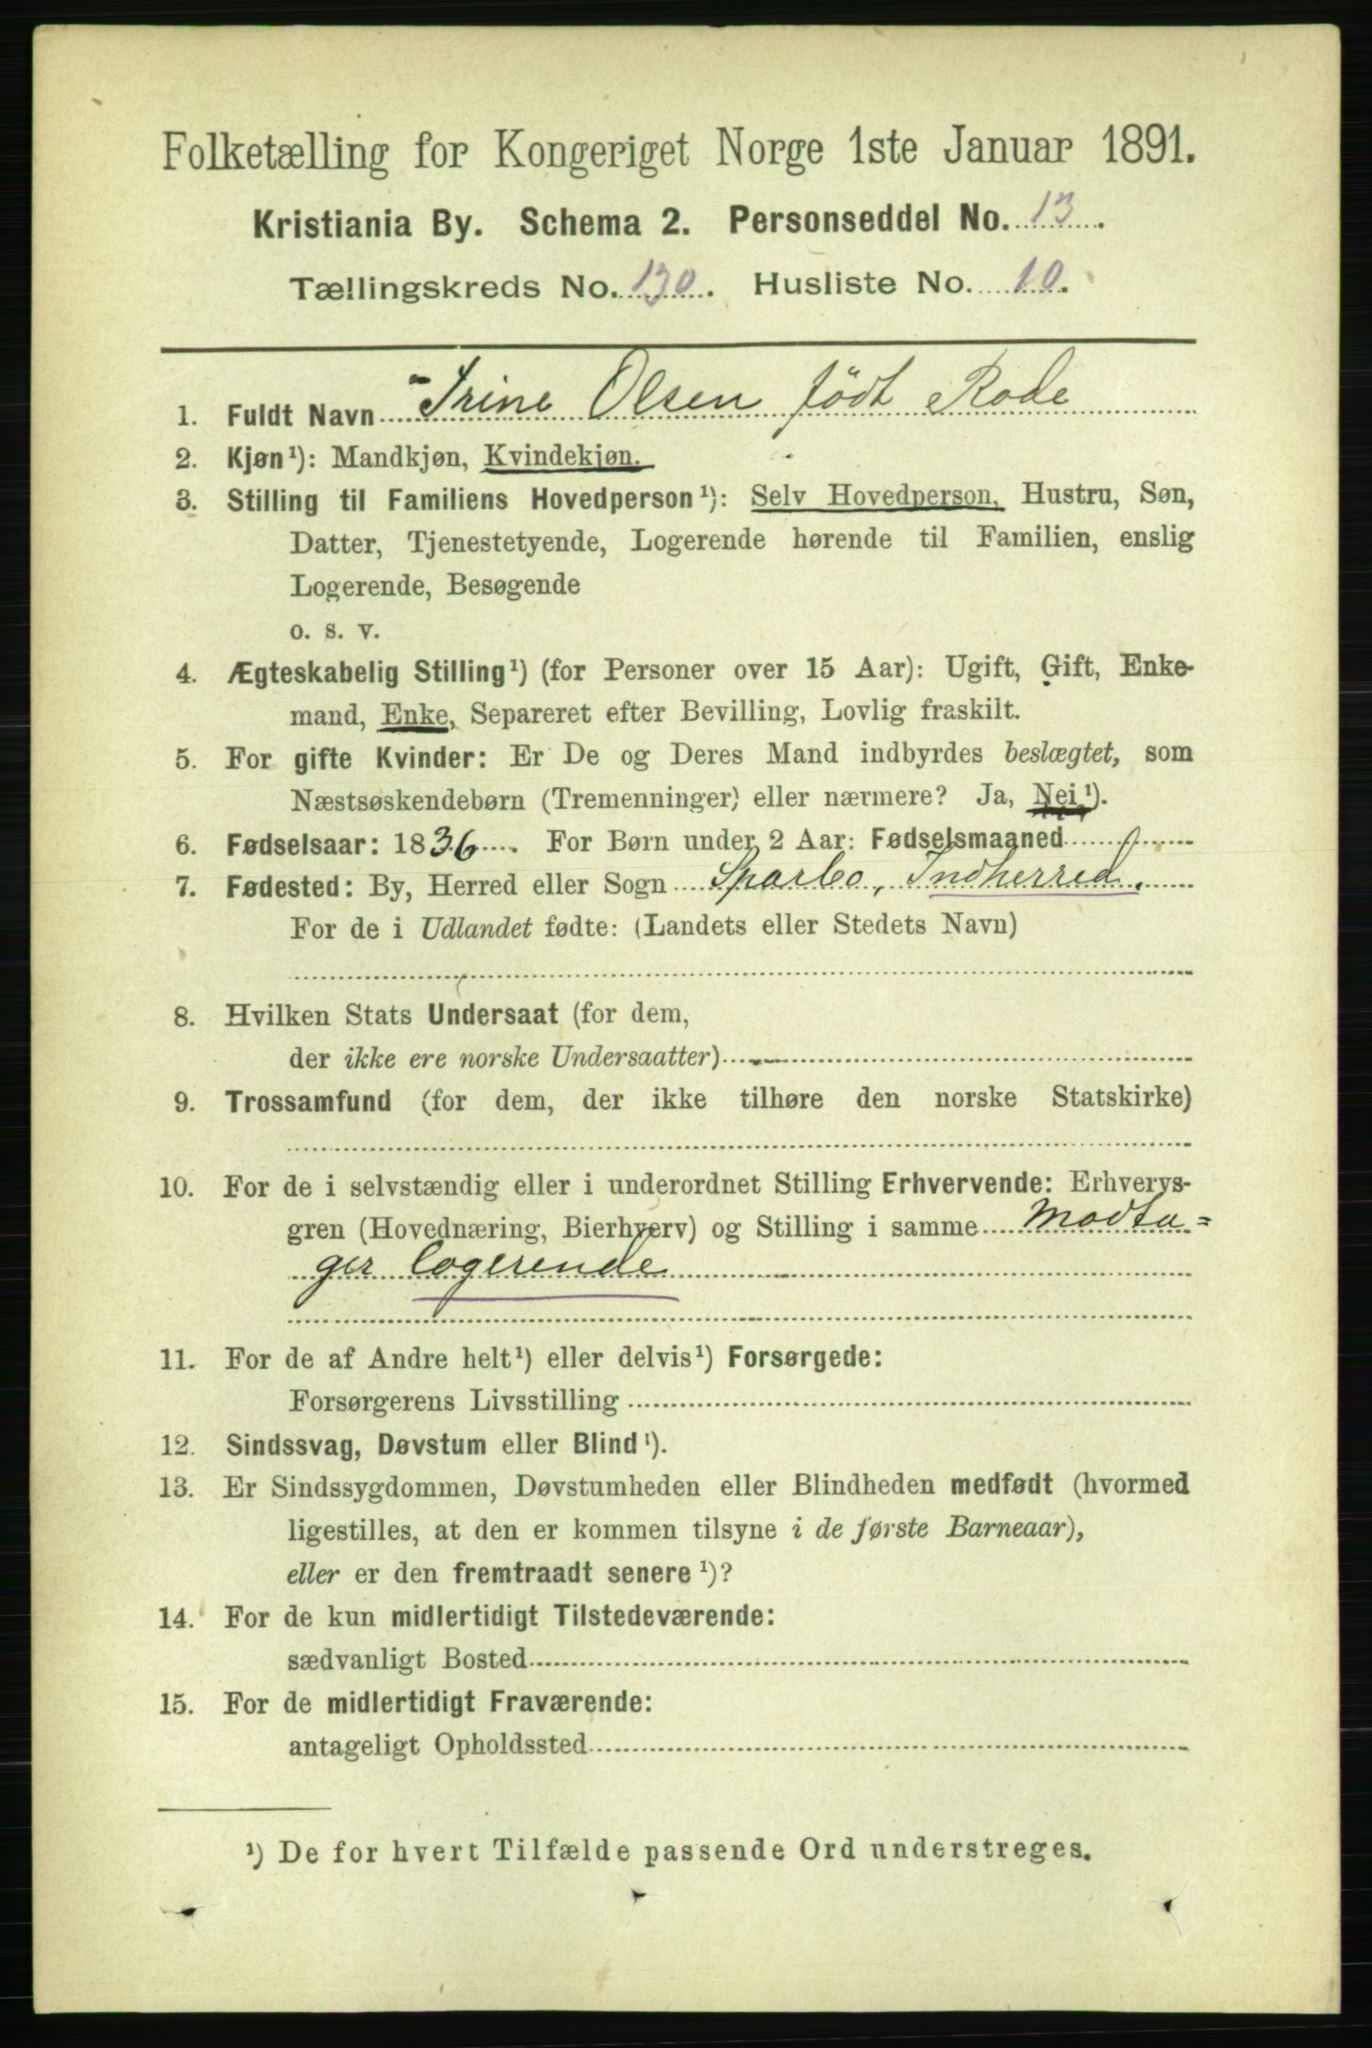 Folketælling for Kongeriget Norge 1ste Januar 1891.
Kristiania By. Schema 2. Personseddel No. 13.
Tællingskreds No. 130. Husliste No. 10.
1. Fuldt Navn Trine Olsen født Rode
2. Kjøn¹): Mandkjøn, Kvindekjøn.
3. Stilling til Familiens Hovedperson¹): Selv Hovedperson, Hustru, Søn,
Datter, Tjenestetyende, Logerende hørende til Familien, enslig
Logerende, Besøgende
o. s. v.
4. Ægteskabelig Stilling¹) (for Personer over 15 Aar): Ugift, Gift, Enke-
mand, Enke, Separeret efter Bevilling, Lovlig fraskilt.
5. For gifte Kvinder: Er De og Deres Mand indbyrdes beslægtet, som
Næstsøskendebørn (Tremenninger) eller nærmere? Ja, Nei¹).
6. Fødselsaar: 1836. For Børn under 2 Aar: Fødselsmaaned
7. Fødested: By, Herred eller Sogn Sparbo, Indherred.
For de i Udlandet fødte: (Landets eller Stedets Navn)
8. Hvilken Stats Undersaat (for dem,
der ikke ere norske Undersaatter)
9. Trossamfund (for dem, der ikke tilhøre den norske Statskirke)
10. For de i selvstændig eller i underordnet Stilling Erhvervende: Erhvervs-
gren (Hovednæring, Bierhverv) og Stilling i samme Modta=
ger logerende
11. For de af Andre helt¹) eller delvis¹) Forsørgede:
Forsørgerens Livsstilling
12. Sindssvag, Døvstum eller Blind¹).
13. Er Sindssygdommen, Døvstumheden eller Blindheden medfødt (hvormed
ligestilles, at den er kommen tilsyne i de første Barneaar),
eller er den fremtraadt senere¹)?
14. For de kun midlertidigt Tilstedeværende:
sædvanligt Bosted
15. For de midlertidigt Fraværende:
antageligt Opholdssted
¹) De for hvert Tilfælde passende Ord understreges.